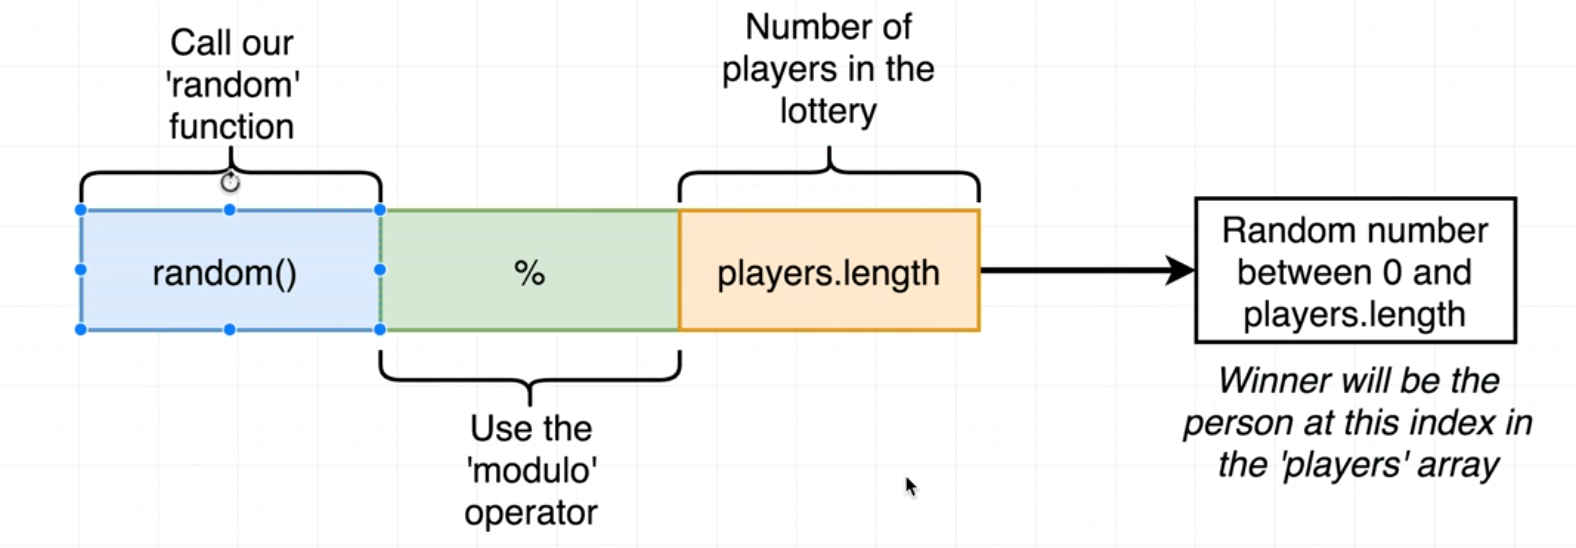 Call our
'random'
function
Number of
players in the
lottery
random()
%
players.length
Random number
between 0 and
players.length
Use the
'modulo'
operator
Winner will be the
person at this index in
the 'players' array